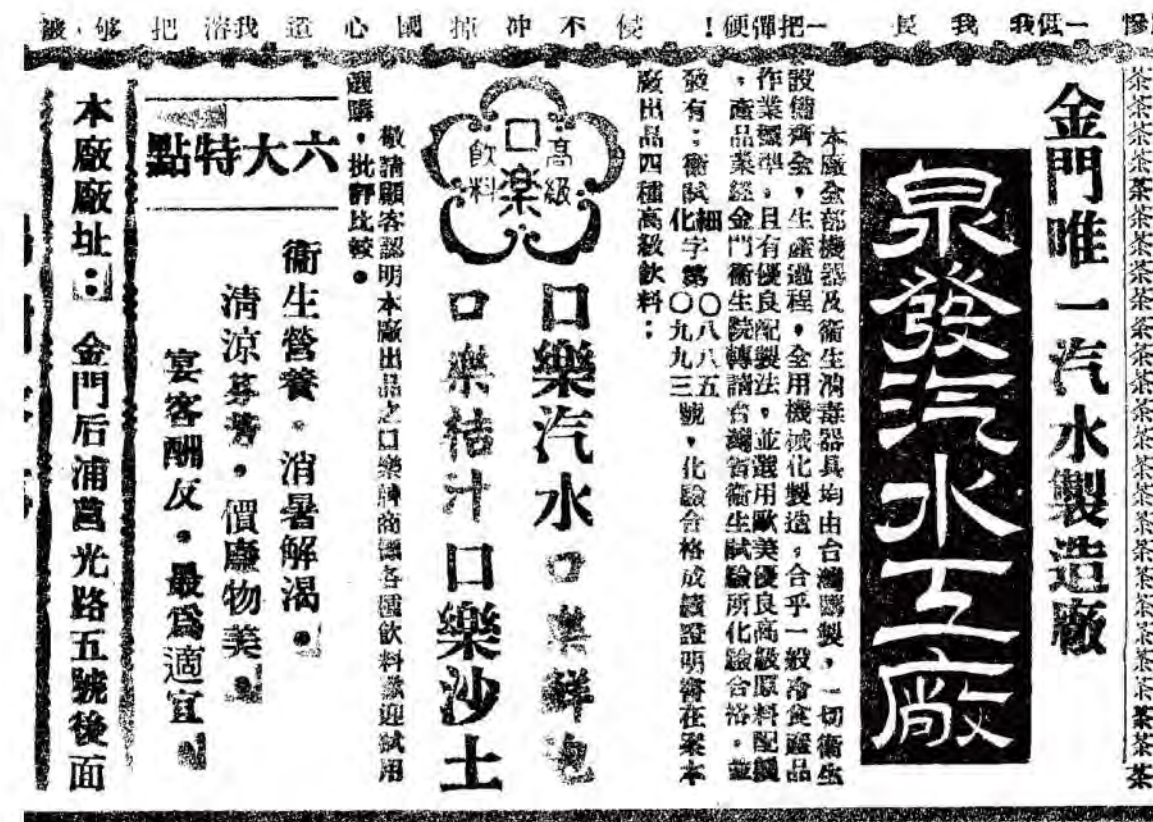 金門唯一汽水製造廠
泉發汽水工廠
本廠全部機器及衛生消毒器具均由台灣購製,一切衛生
設備齊全,生產過程,全用機械化製造,合乎一般冷食產品
作業標準,且有優良配製法,並選用歐美優良高級原料配製
,產品業經金門衛生院轉請台灣省衛生試驗所化驗合格,並
發有:衛試化字第〇九九三號,化驗合格成績證明書在案本
細〇八八五
廠出品四種高級飲料:
高級
口楽
飲料
口樂汽水
口樂桔汁 口樂沙士
敬請顧客認明本廠出品之口樂牌商標各種飲料歡迎試用
選購,批評比較。
六大特點
衛生營養。消暑解渴。
清涼芬芳。價廉物美。
宴客酬友。最爲適宜。
本廠廠址:金門后浦莒光路五號後面